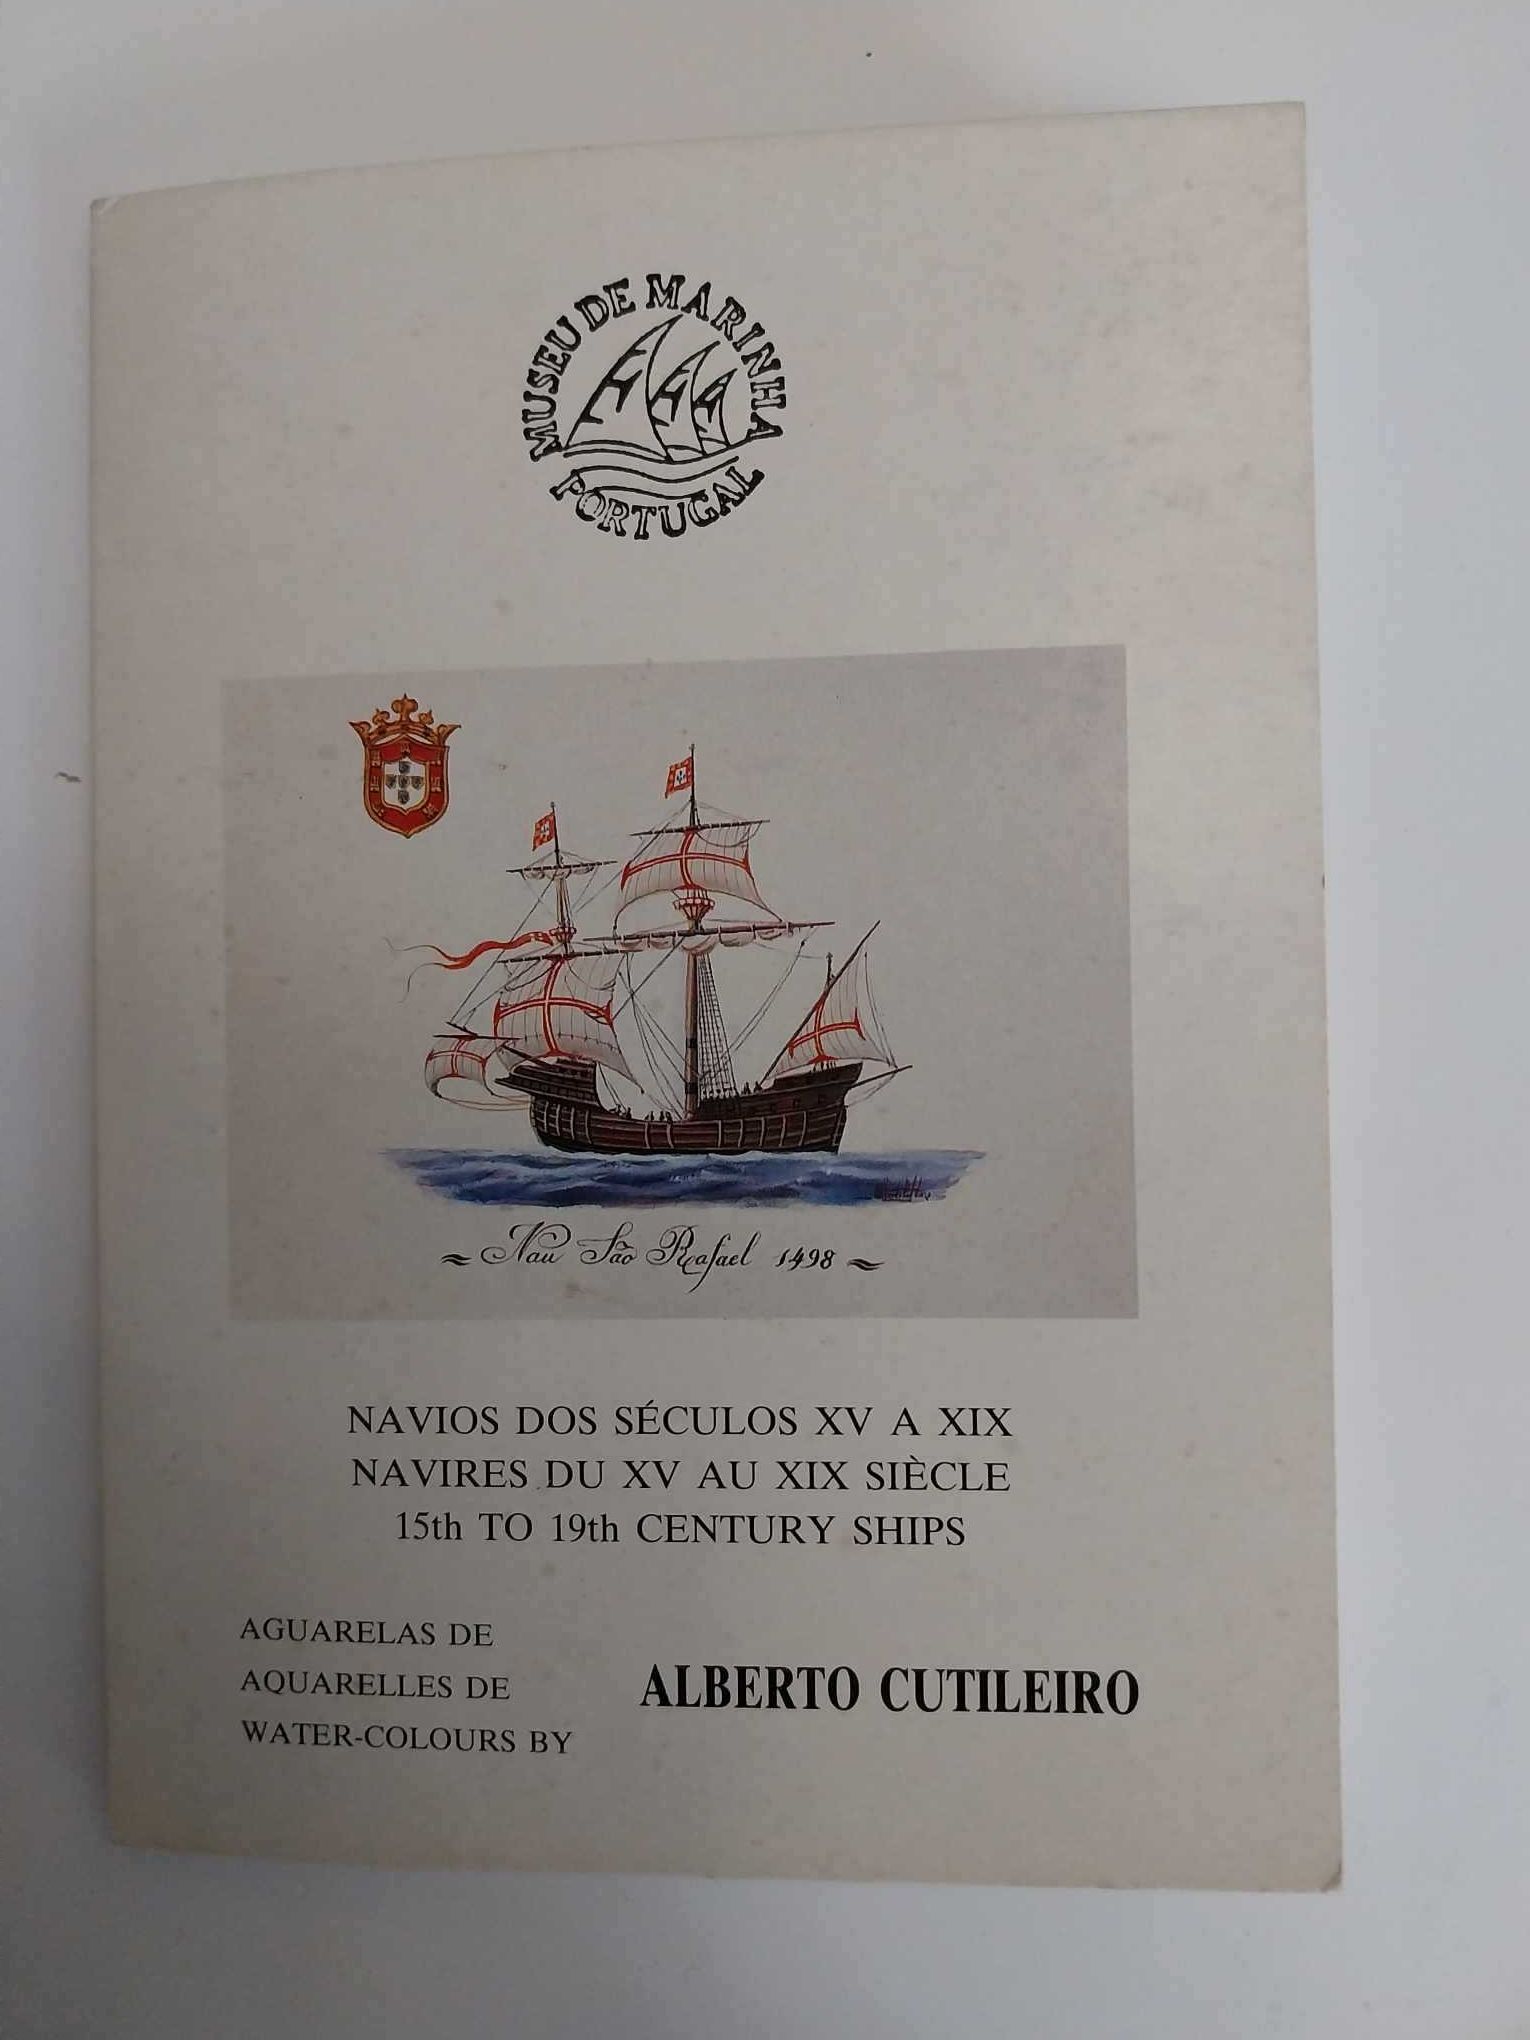 MUSEU DE MARINHA
PORTUGAL
~ Nau São Rafael 1498 ~
NAVIOS DOS SÉCULOS XV A XIX
NAVIRES DU XV AU XIX SIÈCLE
15th TO 19th CENTURY SHIPS
AGUARELAS DE
AQUARELLES DE
WATER-COLOURS BY
ALBERTO CUTILEIRO